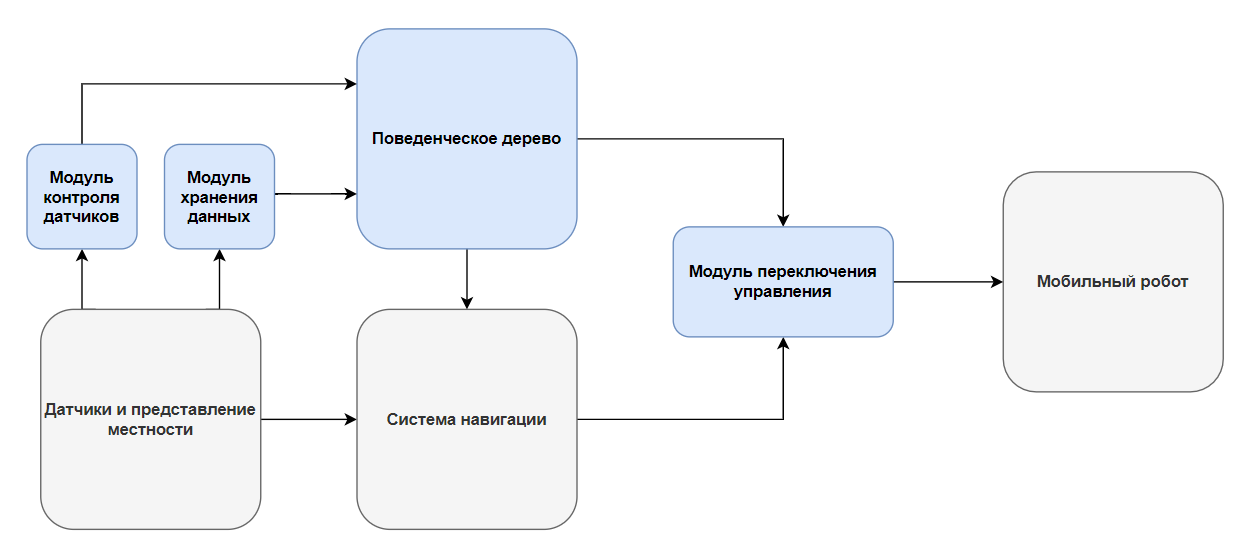 Поведенческое дерево
Модуль
контроля
датчиков
Модуль
хранения
данных
Модуль переключения
управления
Мобильный робот
Датчики и представление
местности
Система навигации